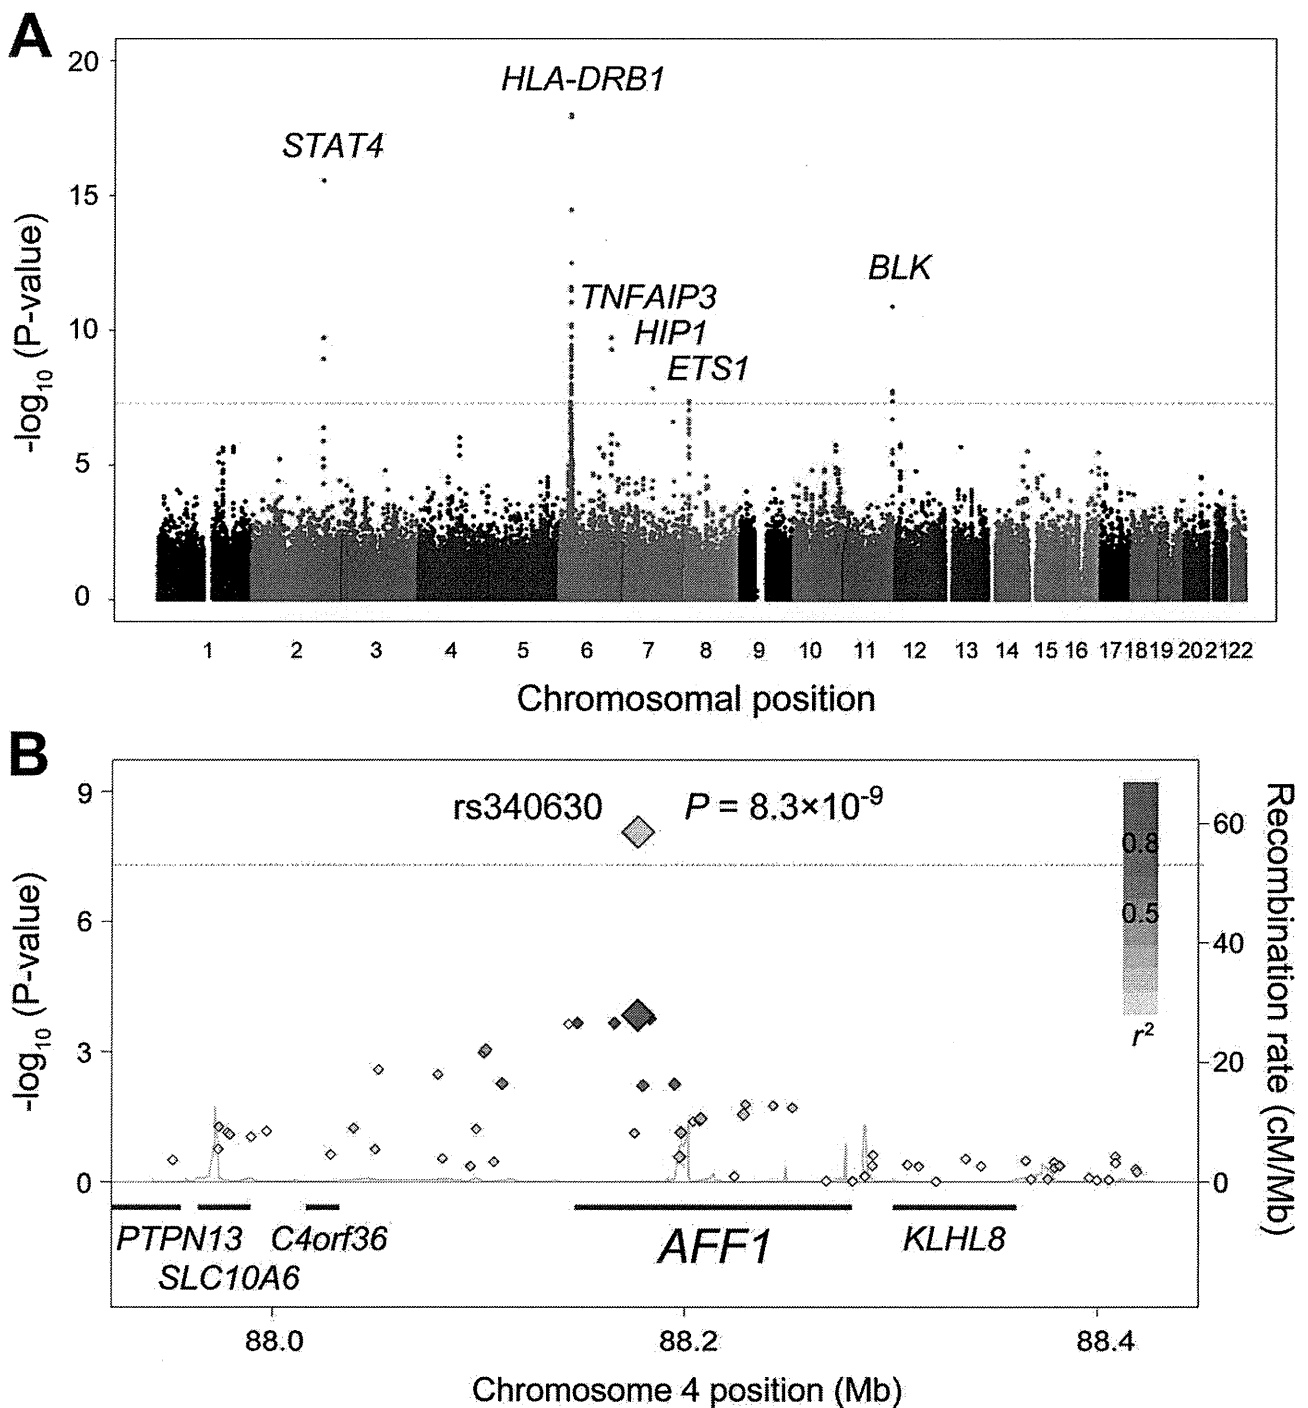 A
20
15
10
5
0
-log10 (P-value)
STAT4
HLA-DRB1
TNFAIP3
HIP1
ETS1
BLK
1 2 3 4 5 6 7 8 9 10 11 12 13 14 15 16 17 18 19 20 21 22
Chromosomal position
B
9
6
3
0
-log10 (P-value)
rs340630 P = 8.3×10-9
0.8
0.5
r2
60
40
20
0
Recombination rate (cM/Mb)
PTPN13 C4orf36 AFF1 KLHL8
SLC10A6
88.0 88.2 88.4
Chromosome 4 position (Mb)